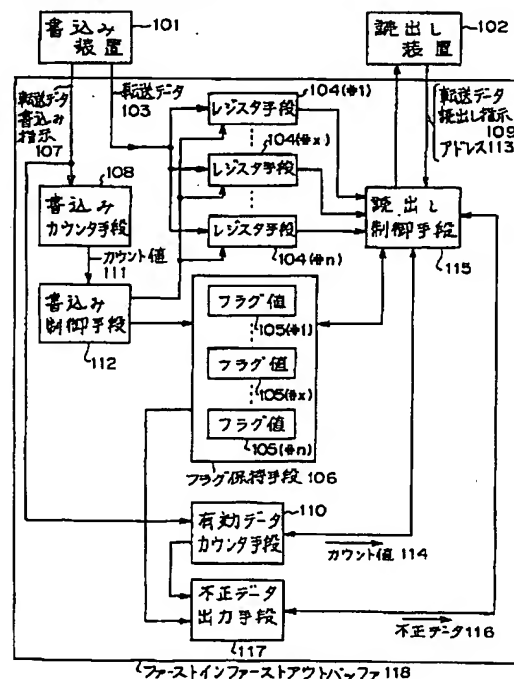 書込み
装置
101
読出し
装置
102
転送データ
書込み
指示
107
転送データ
103
104(#1)
レジスタ手段
104(#x)
レジスタ手段
レジスタ手段
104(#n)
転送データ
読出し指示
109
アドレス113
108
書込み
カウンタ手段
カウント値
111
書込み
制御手段
112
読出し
制御手段
115
フラグ値
105(#1)
フラグ値
105(#x)
フラグ値
105(#n)
フラグ保持手段 106
110
有効データ
カウンタ手段
カウント値 114
不正データ
出力手段
117
不正データ116
ファーストインファーストアウトバッファ 118